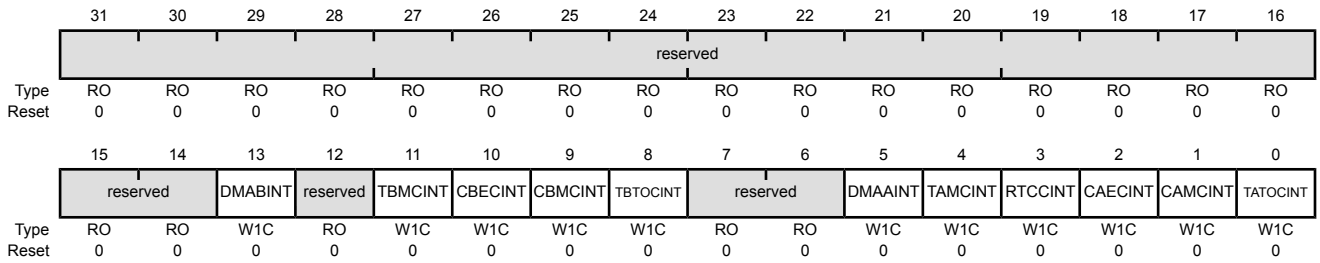 31 30 29 28 27 26 25 24 23 22 21 20 19 18 17 16
reserved
Type RO RO RO RO RO RO RO RO RO RO RO RO RO RO RO RO
Reset 0 0 0 0 0 0 0 0 0 0 0 0 0 0 0 0
15 14 13 12 11 10 9 8 7 6 5 4 3 2 1 0
reserved DMABINT reserved TBMCINT CBECINT CBMCINT TBTOCINT reserved DMAAINT TAMCINT RTCCINT CAECINT CAMCINT TATOCINT
Type RO RO W1C RO W1C W1C W1C W1C RO RO W1C W1C W1C W1C W1C W1C
Reset 0 0 0 0 0 0 0 0 0 0 0 0 0 0 0 0